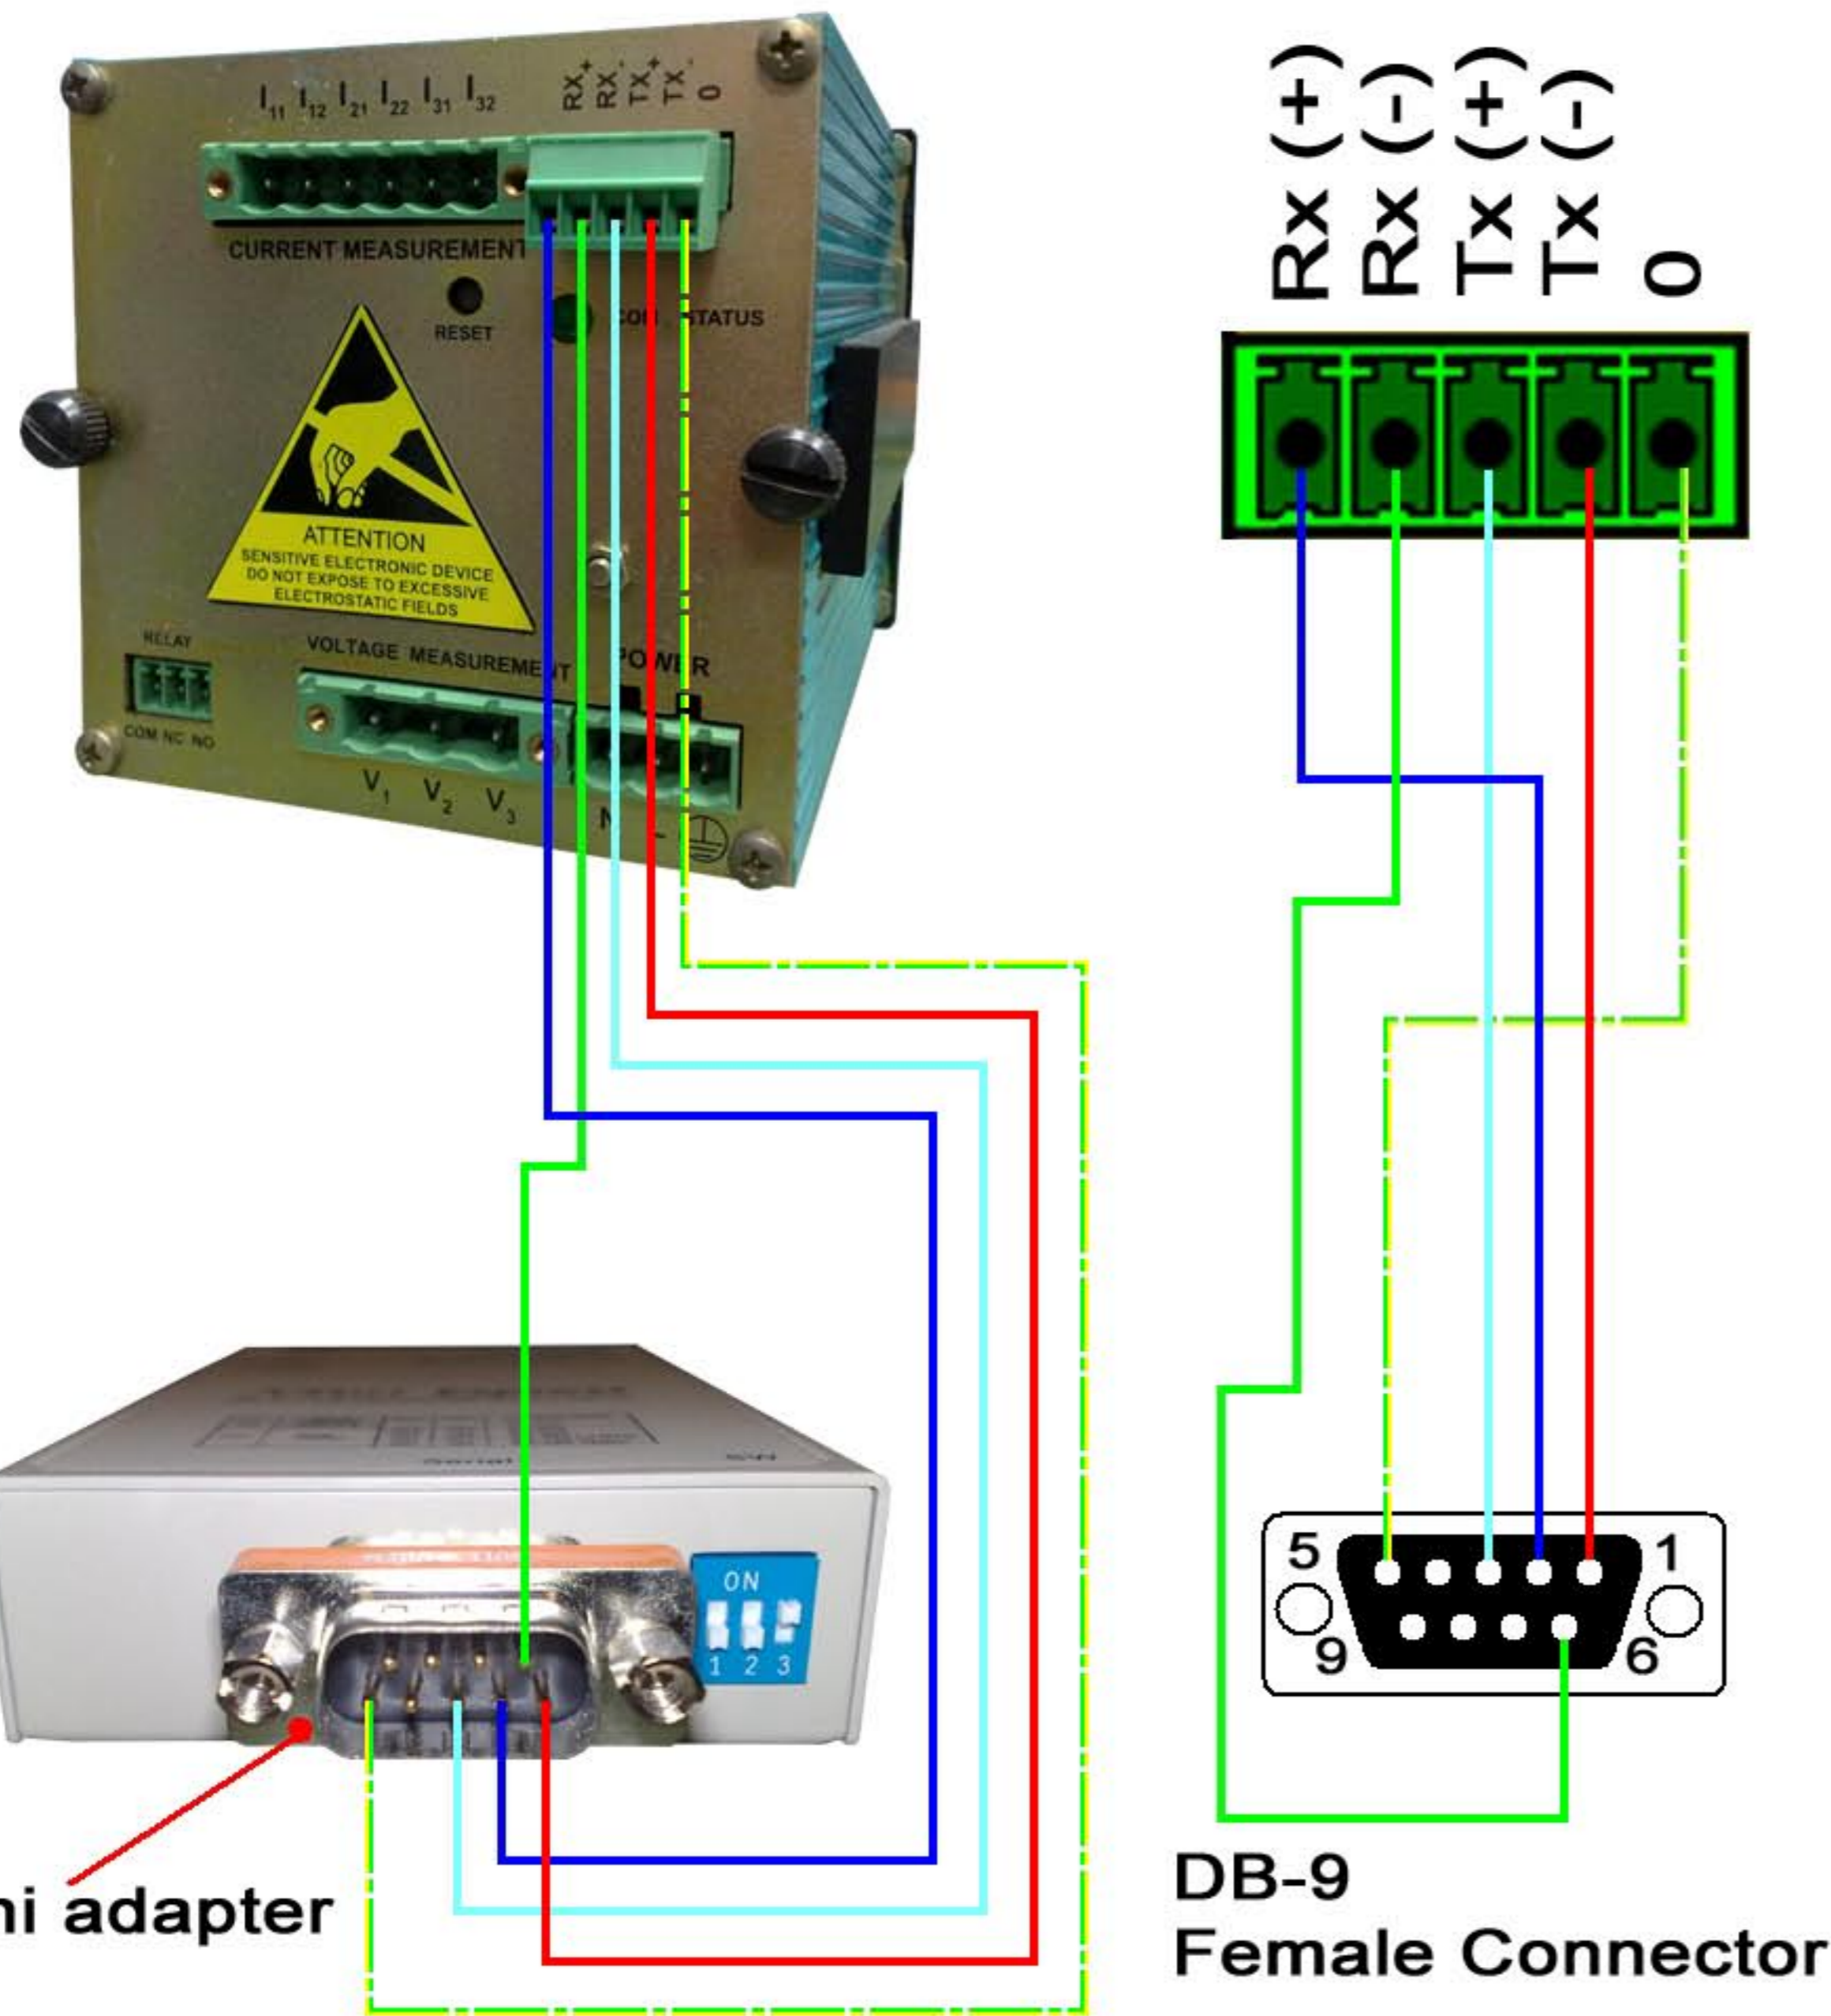 I11 I12 I21 I22 I31 I32
RX+ RX- TX+ TX- 0
CURRENT MEASUREMENT
RESET
STATUS
ATTENTION
SENSITIVE ELECTRONIC DEVICE
DO NOT EXPOSE TO EXCESSIVE
ELECTROSTATIC FIELDS
RELAY
COM NC NO
VOLTAGE MEASUREMENT
POWER
V1 V2 V3
N
ON
1 2 3
adapter
Rx (+)
Rx (-)
Tx (+)
Tx (-)
0
5 1
9 6
DB-9
Female Connector